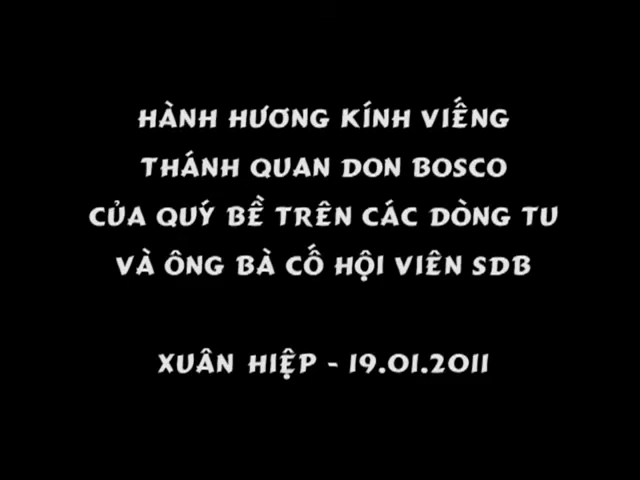 HÀNH HƯƠNG KÍNH VIẾNG
THÁNH QUAN DON BOSCO
CỦA QUÝ BỀ TRÊN CÁC DÒNG TU
VÀ ÔNG BÀ CỐ HỘI VIÊN SDB
XUÂN HIỆP - 19.01.2011